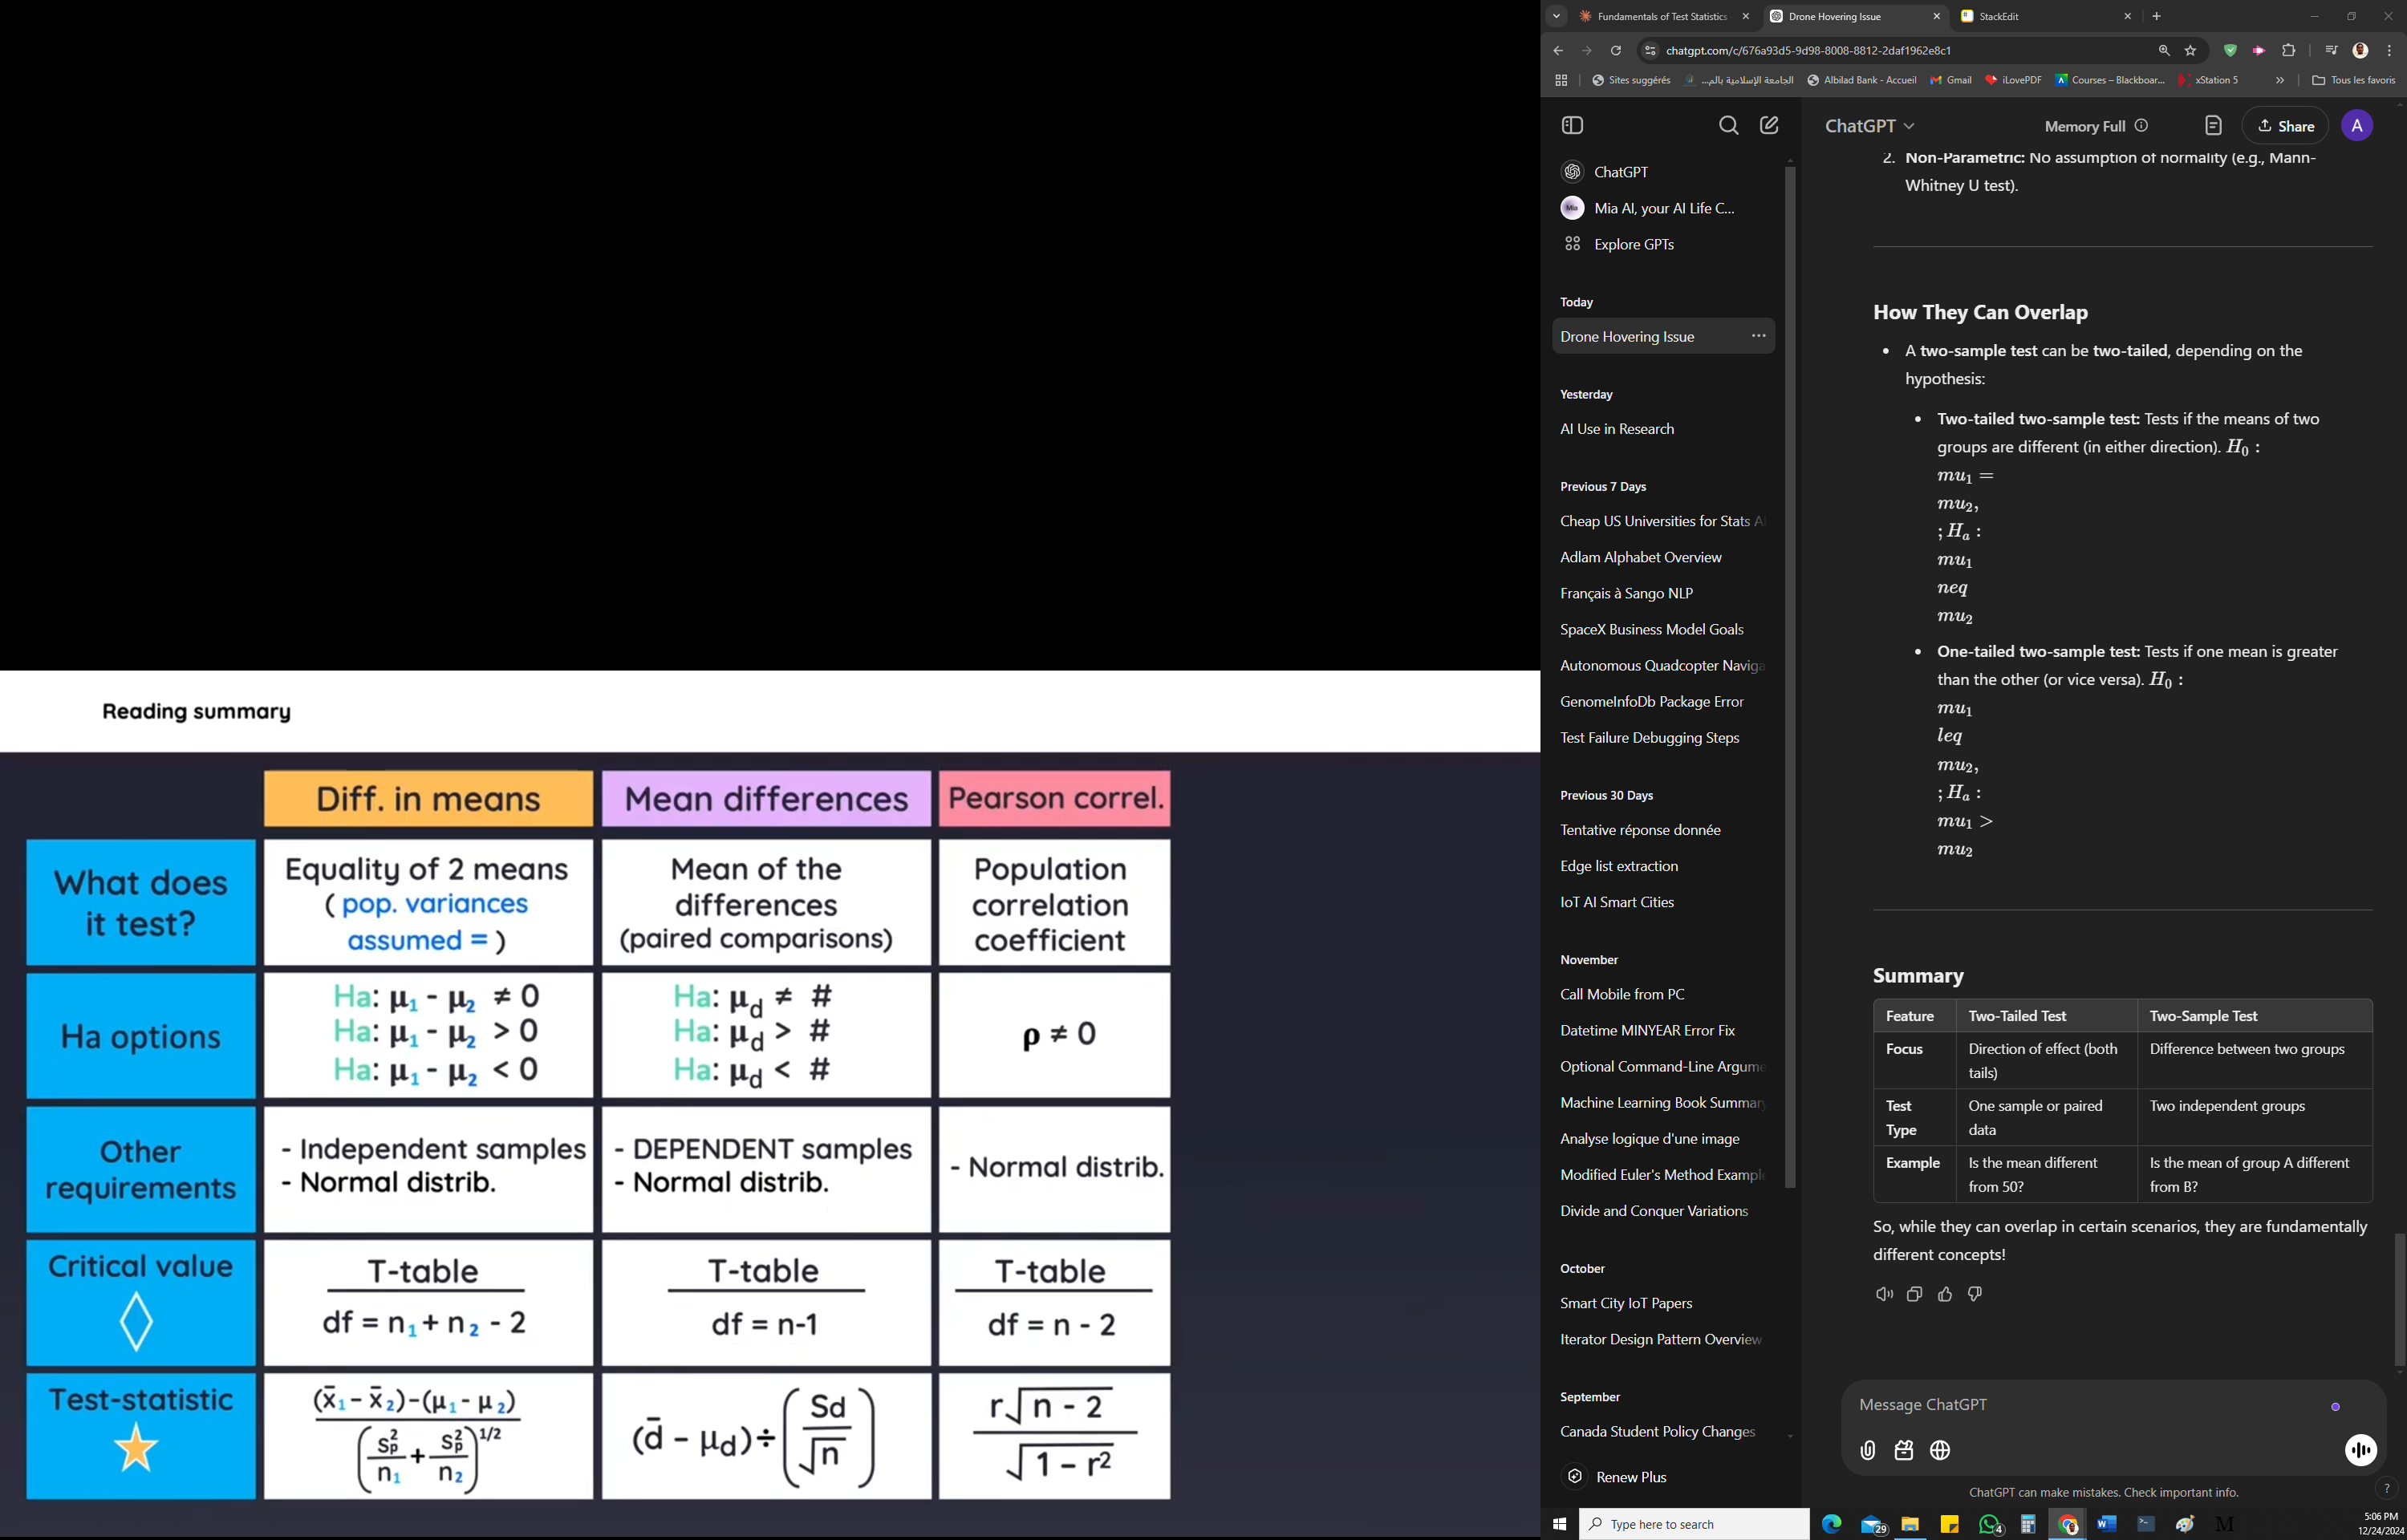 Reading summary
Diff. in means
Mean differences
Pearson correl.
What does
it test?
Equality of 2 means
( pop. variances
assumed = )
Mean of the
differences
(paired comparisons)
Population
correlation
coefficient
Ha options
Ha: μ₁ - μ₂ ≠ 0
Ha: μ₁ - μ₂ > 0
Ha: μ₁ - μ₂ < 0
Ha: μd ≠ #
Ha: μd > #
Ha: μd < #
ρ ≠ 0
Other
requirements
- Independent samples
- Normal distrib.
- DEPENDENT samples
- Normal distrib.
- Normal distrib.
Critical value
T-table
df = n₁ + n₂ - 2
T-table
df = n-1
T-table
df = n - 2
Test-statistic
(x̄₁ - x̄₂)-(μ₁ - μ₂)
(Sp²/n₁ + Sp²/n₂)^1/2
(d̄ - μd) ÷ (Sd/√n)
r√n - 2
√1 - r²
Fundamentals of Test Statistics
Drone Hovering Issue
StackEdit
chatgpt.com/c/676a93d5-9d98-8008-8812-2daf1962e8c1
Sites suggérés
الجامعة الإسلامية بالم...
Albilad Bank - Accueil
Gmail
iLovePDF
Courses – Blackboar...
xStation 5
Tous les favoris
ChatGPT
Mia AI, your AI Life C...
Explore GPTs
Today
Drone Hovering Issue
Yesterday
AI Use in Research
Previous 7 Days
Cheap US Universities for Stats A
Adlam Alphabet Overview
Français à Sango NLP
SpaceX Business Model Goals
Autonomous Quadcopter Naviga
GenomeInfoDb Package Error
Test Failure Debugging Steps
Previous 30 Days
Tentative réponse donnée
Edge list extraction
IoT AI Smart Cities
November
Call Mobile from PC
Datetime MINYEAR Error Fix
Optional Command-Line Argume
Machine Learning Book Summary
Analyse logique d'une image
Modified Euler's Method Example
Divide and Conquer Variations
October
Smart City IoT Papers
Iterator Design Pattern Overview
September
Canada Student Policy Changes
Renew Plus
ChatGPT
Memory Full
Share
A
2. Non-Parametric: No assumption of normality (e.g., Mann-
Whitney U test).
How They Can Overlap
• A two-sample test can be two-tailed, depending on the
hypothesis:
• Two-tailed two-sample test: Tests if the means of two
groups are different (in either direction). H₀ :
mu₁ =
mu₂,
; Hₐ :
mu₁
neq
mu₂
• One-tailed two-sample test: Tests if one mean is greater
than the other (or vice versa). H₀ :
mu₁
leq
mu₂,
; Hₐ :
mu₁ >
mu₂
Summary
Feature
Two-Tailed Test
Two-Sample Test
Focus
Direction of effect (both
tails)
Difference between two groups
Test
Type
One sample or paired
data
Two independent groups
Example
Is the mean different
from 50?
Is the mean of group A different
from B?
So, while they can overlap in certain scenarios, they are fundamentally
different concepts!
Message ChatGPT
ChatGPT can make mistakes. Check important info.
?
Type here to search
29
4
5:06 PM
12/24/2024